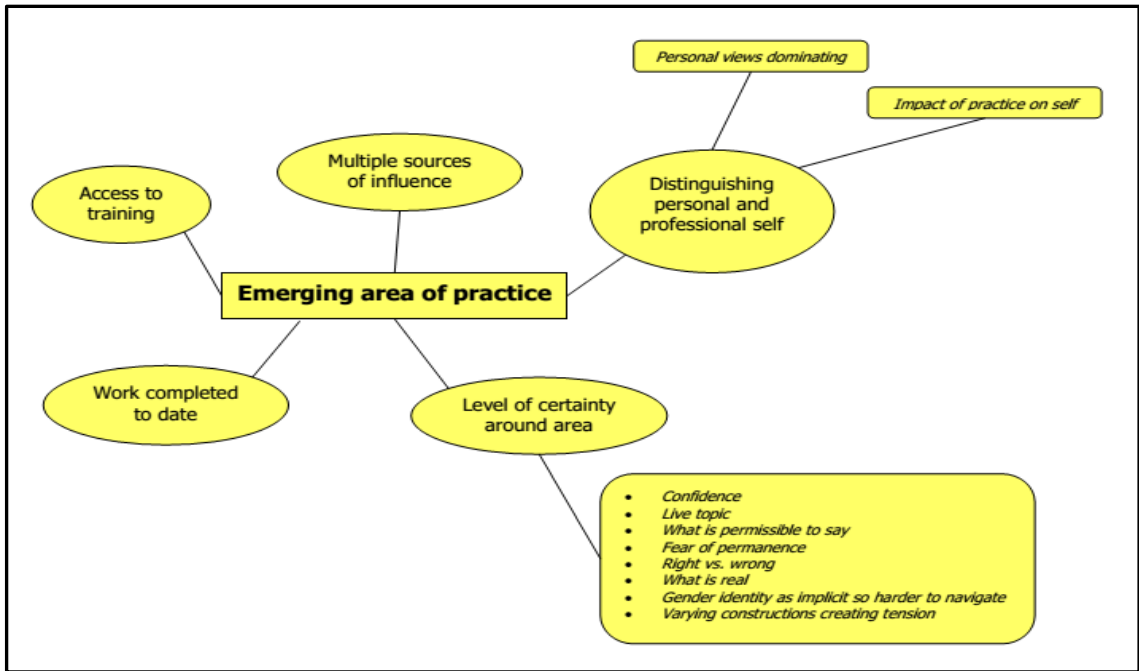 Personal views dominating
Impact of practice on self
Multiple sources
of influence
Distinguishing
personal and
professional self
Access to
training
Emerging area of practice
Work completed
to date
Level of certainty
around area
• Confidence
• Live topic
• What is permissible to say
• Fear of permanence
• Right vs. wrong
• What is real
• Gender identity as implicit so harder to navigate
• Varying constructions creating tension